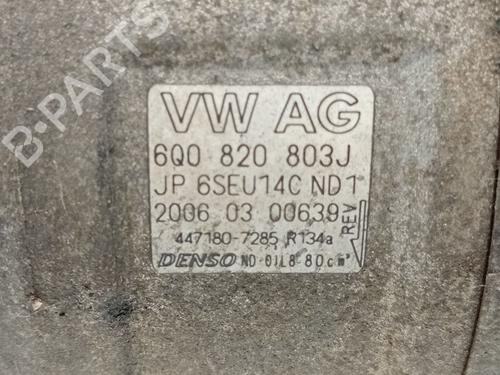 B-PARTS
VW AG
6Q0 820 803J
JP 6SEU14C ND1
2006 03 00639
REV
447180-7285 R134a
DENSO ND-OIL8 80cm³